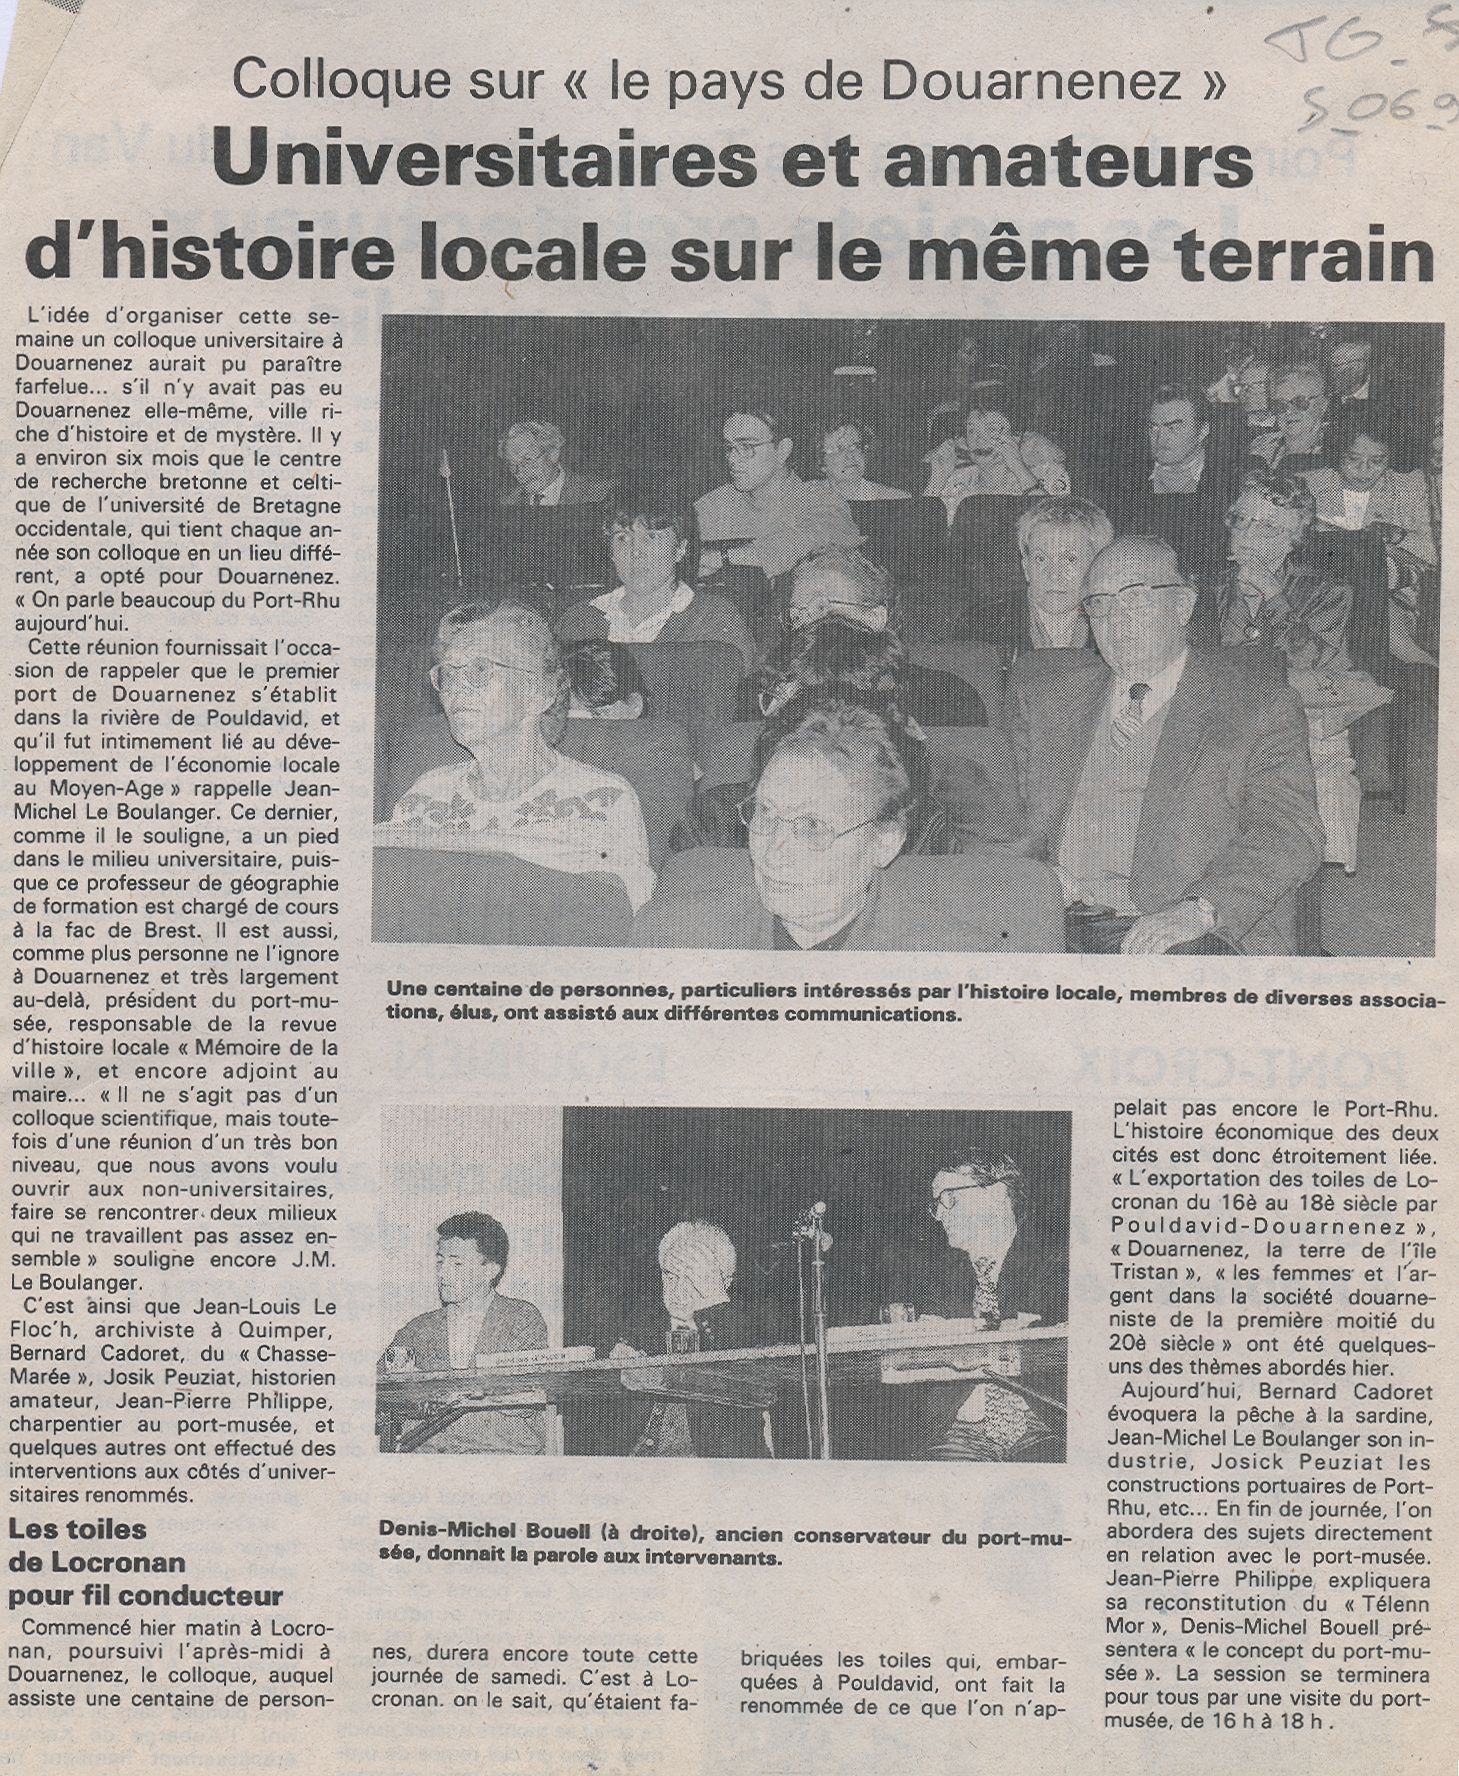 Colloque sur « le pays de Douarnenez »
Universitaires et amateurs
d'histoire locale sur le même terrain
L'idée d'organiser cette se-
maine un colloque universitaire à
Douarnenez aurait pu paraître
farfelue... s'il n'y avait pas eu
Douarnenez elle-même, ville ri-
che d'histoire et de mystère. Il y
a environ six mois que le centre
de recherche bretonne et celti-
que de l'université de Bretagne
occidentale, qui tient chaque an-
née son colloque en un lieu diffé-
rent, a opté pour Douarnenez.
« On parle beaucoup du Port-Rhu
aujourd'hui.
Cette réunion fournissait l'occa-
sion de rappeler que le premier
port de Douarnenez s'établit
dans la rivière de Pouldavid, et
qu'il fut intimement lié au déve-
loppement de l'économie locale
au Moyen-Age » rappelle Jean-
Michel Le Boulanger. Ce dernier,
comme il le souligne, a un pied
dans le milieu universitaire, puis-
que ce professeur de géographie
de formation est chargé de cours
à la fac de Brest. Il est aussi,
comme plus personne ne l'ignore
à Douarnenez et très largement
au-delà, président du port-mu-
sée, responsable de la revue
d'histoire locale « Mémoire de la
ville », et encore adjoint au
maire... « Il ne s'agit pas d'un
colloque scientifique, mais toute-
fois d'une réunion d'un très bon
niveau, que nous avons voulu
ouvrir aux non-universitaires,
faire se rencontrer deux milieux
qui ne travaillent pas assez en-
semble » souligne encore J.M.
Le Boulanger.
C'est ainsi que Jean-Louis Le
Floc'h, archiviste à Quimper,
Bernard Cadoret, du « Chasse-
Marée », Josik Peuziat, historien
amateur, Jean-Pierre Philippe,
charpentier au port-musée, et
quelques autres ont effectué des
interventions aux côtés d'univer-
sitaires renommés.
Les toiles
de Locronan
pour fil conducteur
Commencé hier matin à Locro-
nan, poursuivi l'après-midi à
Douarnenez, le colloque, auquel
assiste une centaine de person-
Une centaine de personnes, particuliers intéressés par l'histoire locale, membres de diverses associa-
tions, élus, ont assisté aux différentes communications.
Denis-Michel Bouell (à droite), ancien conservateur du port-mu-
sée, donnait la parole aux intervenants.
nes, durera encore toute cette
journée de samedi. C'est à Lo-
cronan. on le sait, qu'étaient fa-
briquées les toiles qui, embar-
quées à Pouldavid, ont fait la
renommée de ce que l'on n'ap-
pelait pas encore le Port-Rhu.
L'histoire économique des deux
cités est donc étroitement liée.
« L'exportation des toiles de Lo-
cronan du 16è au 18è siècle par
Pouldavid-Douarnenez »,
« Douarnenez, la terre de l'île
Tristan », « les femmes et l'ar-
gent dans la société douarne-
niste de la première moitié du
20è siècle » ont été quelques-
uns des thèmes abordés hier.
Aujourd'hui, Bernard Cadoret
évoquera la pêche à la sardine,
Jean-Michel Le Boulanger son in-
dustrie, Josick Peuziat les
constructions portuaires de Port-
Rhu, etc... En fin de journée, l'on
abordera des sujets directement
en relation avec le port-musée.
Jean-Pierre Philippe expliquera
sa reconstitution du « Télenn
Mor », Denis-Michel Bouell pré-
sentera « le concept du port-mu-
sée ». La session se terminera
pour tous par une visite du port-
musée, de 16 h à 18 h.